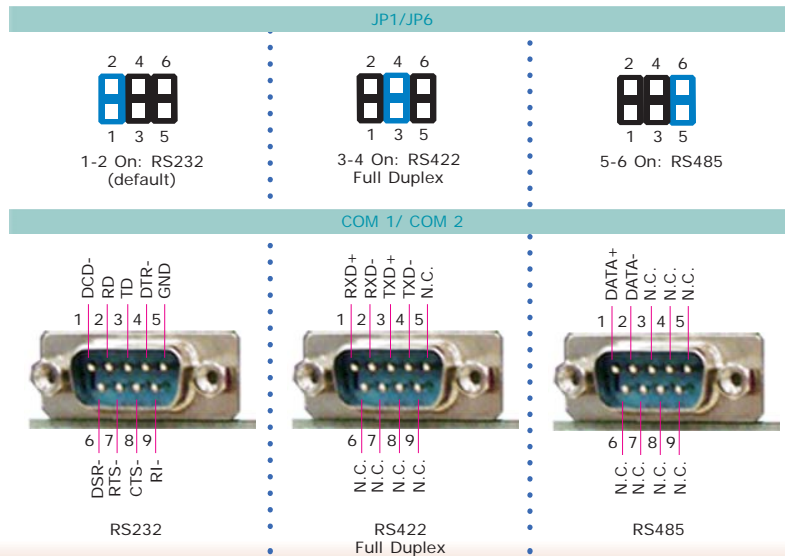 JP1/JP6
2 4 6
1 3 5
1-2 On: RS232
(default)
2 4 6
1 3 5
3-4 On: RS422
Full Duplex
2 4 6
1 3 5
5-6 On: RS485
COM 1/ COM 2
DCD-
RD
TD
DTR-
GND
1 2 3 4 5
6 7 8 9
DSR-
RTS-
CTS-
RI-
RS232
RXD+
RXD-
TXD+
TXD-
N.C.
1 2 3 4 5
6 7 8 9
N.C.
N.C.
N.C.
N.C.
RS422
Full Duplex
DATA+
DATA-
N.C.
N.C.
N.C.
1 2 3 4 5
6 7 8 9
N.C.
N.C.
N.C.
N.C.
RS485